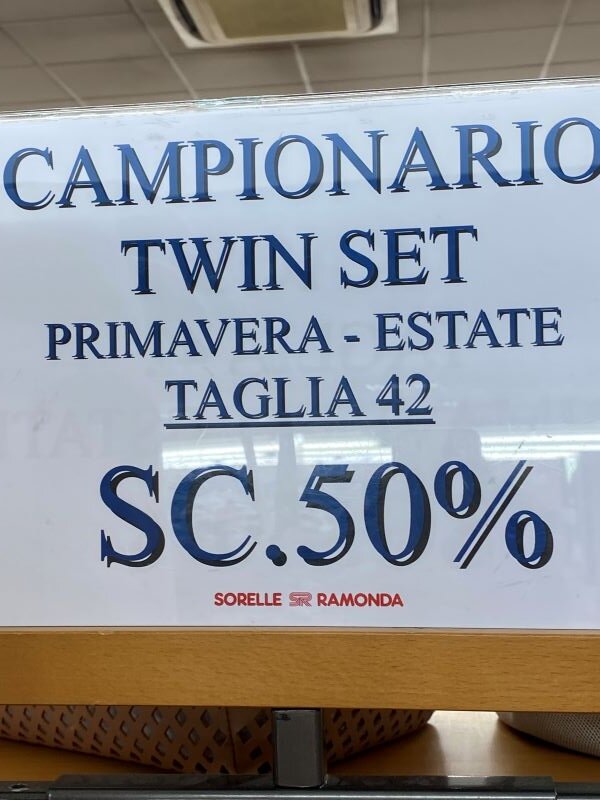 CAMPIONARIO
TWIN SET
PRIMAVERA - ESTATE
TAGLIA 42
SC.50%
SORELLE SR RAMONDA